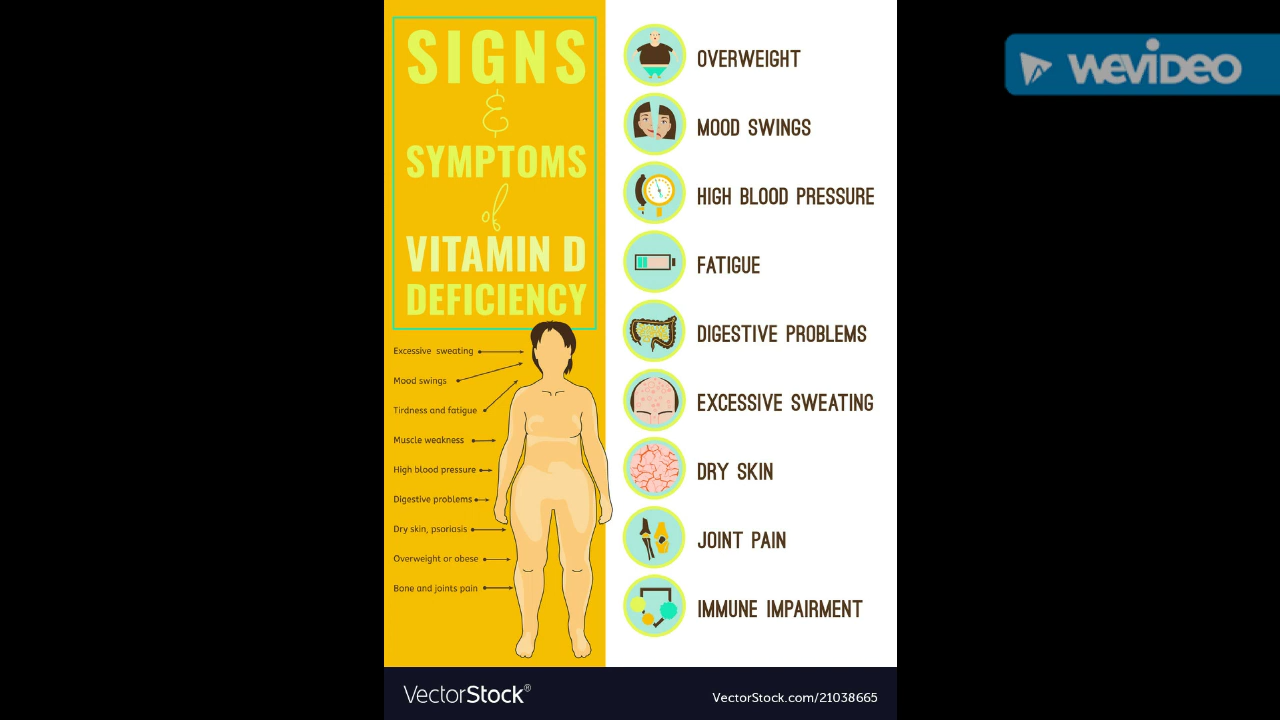 SIGNS
&
SYMPTOMS
of
VITAMIN D
DEFICIENCY
Excessive sweating
Mood swings
Tirdness and fatigue
Muscle weakness
High blood pressure
Digestive problems
Dry skin, psoriasis
Overweight or obese
Bone and joints pain
OVERWEIGHT
MOOD SWINGS
HIGH BLOOD PRESSURE
FATIGUE
DIGESTIVE PROBLEMS
EXCESSIVE SWEATING
DRY SKIN
JOINT PAIN
IMMUNE IMPAIRMENT
VectorStock®
VectorStock.com/21038665
WEVIDEO